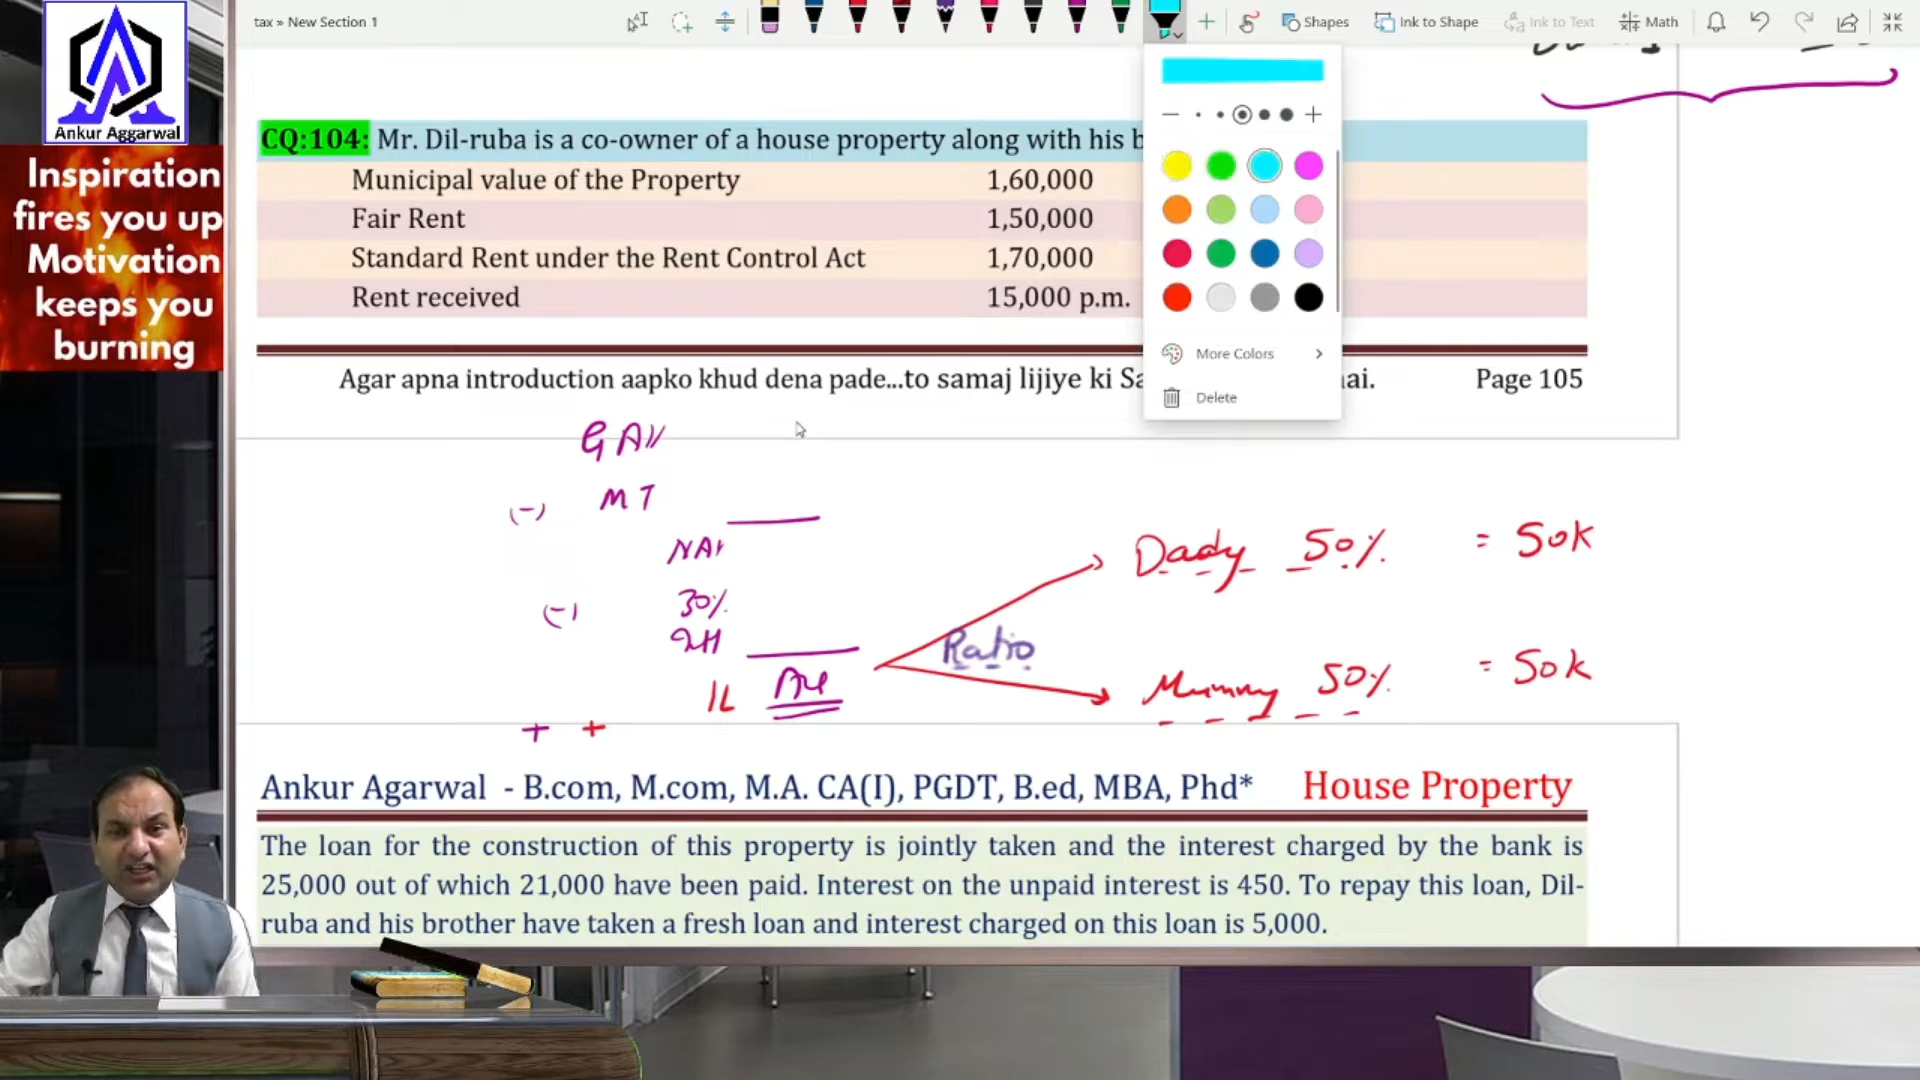 tax » New Section 1
Shapes
Ink to Shape
Ink to Text
Math
Ankur Aggarwal
Inspiration
fires you up
Motivation
keeps you
burning
CQ:104: Mr. Dil-ruba is a co-owner of a house property along with his
Municipal value of the Property 1,60,000
Fair Rent 1,50,000
Standard Rent under the Rent Control Act 1,70,000
Rent received 15,000 p.m.
More Colors
Delete
Agar apna introduction aapko khud dena pade...to samaj lijiye ki
Page 105
GAV
(-) MT
NAV
(-) 30%
Dady 50% = 50K
Ratio
Mummy 50% = 50K
1L
+ +
Ankur Agarwal - B.com, M.com, M.A. CA(I), PGDT, B.ed, MBA, Phd* House Property
The loan for the construction of this property is jointly taken and the interest charged by the bank is
25,000 out of which 21,000 have been paid. Interest on the unpaid interest is 450. To repay this loan, Dil-
ruba and his brother have taken a fresh loan and interest charged on this loan is 5,000.